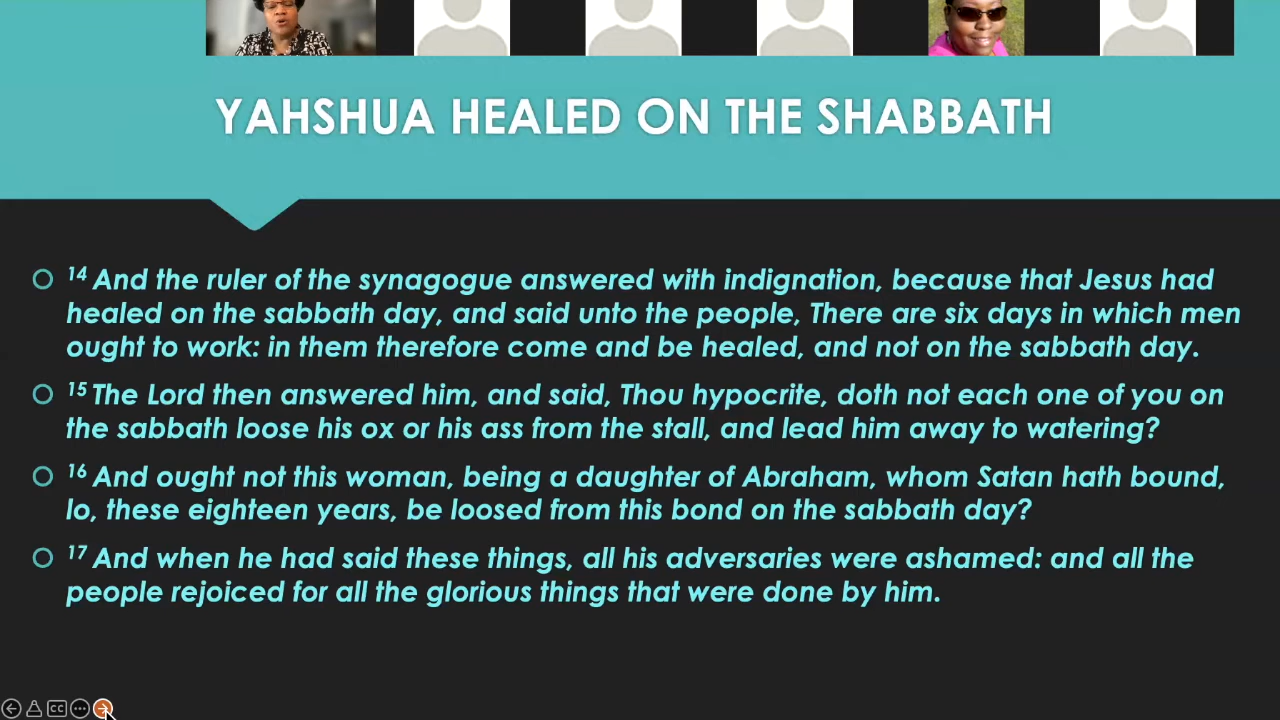 YAHSHUA HEALED ON THE SHABBATH
14 And the ruler of the synagogue answered with indignation, because that Jesus had
healed on the sabbath day, and said unto the people, There are six days in which men
ought to work: in them therefore come and be healed, and not on the sabbath day.
15 The Lord then answered him, and said, Thou hypocrite, doth not each one of you on
the sabbath loose his ox or his ass from the stall, and lead him away to watering?
16 And ought not this woman, being a daughter of Abraham, whom Satan hath bound,
lo, these eighteen years, be loosed from this bond on the sabbath day?
17 And when he had said these things, all his adversaries were ashamed: and all the
people rejoiced for all the glorious things that were done by him.
CC